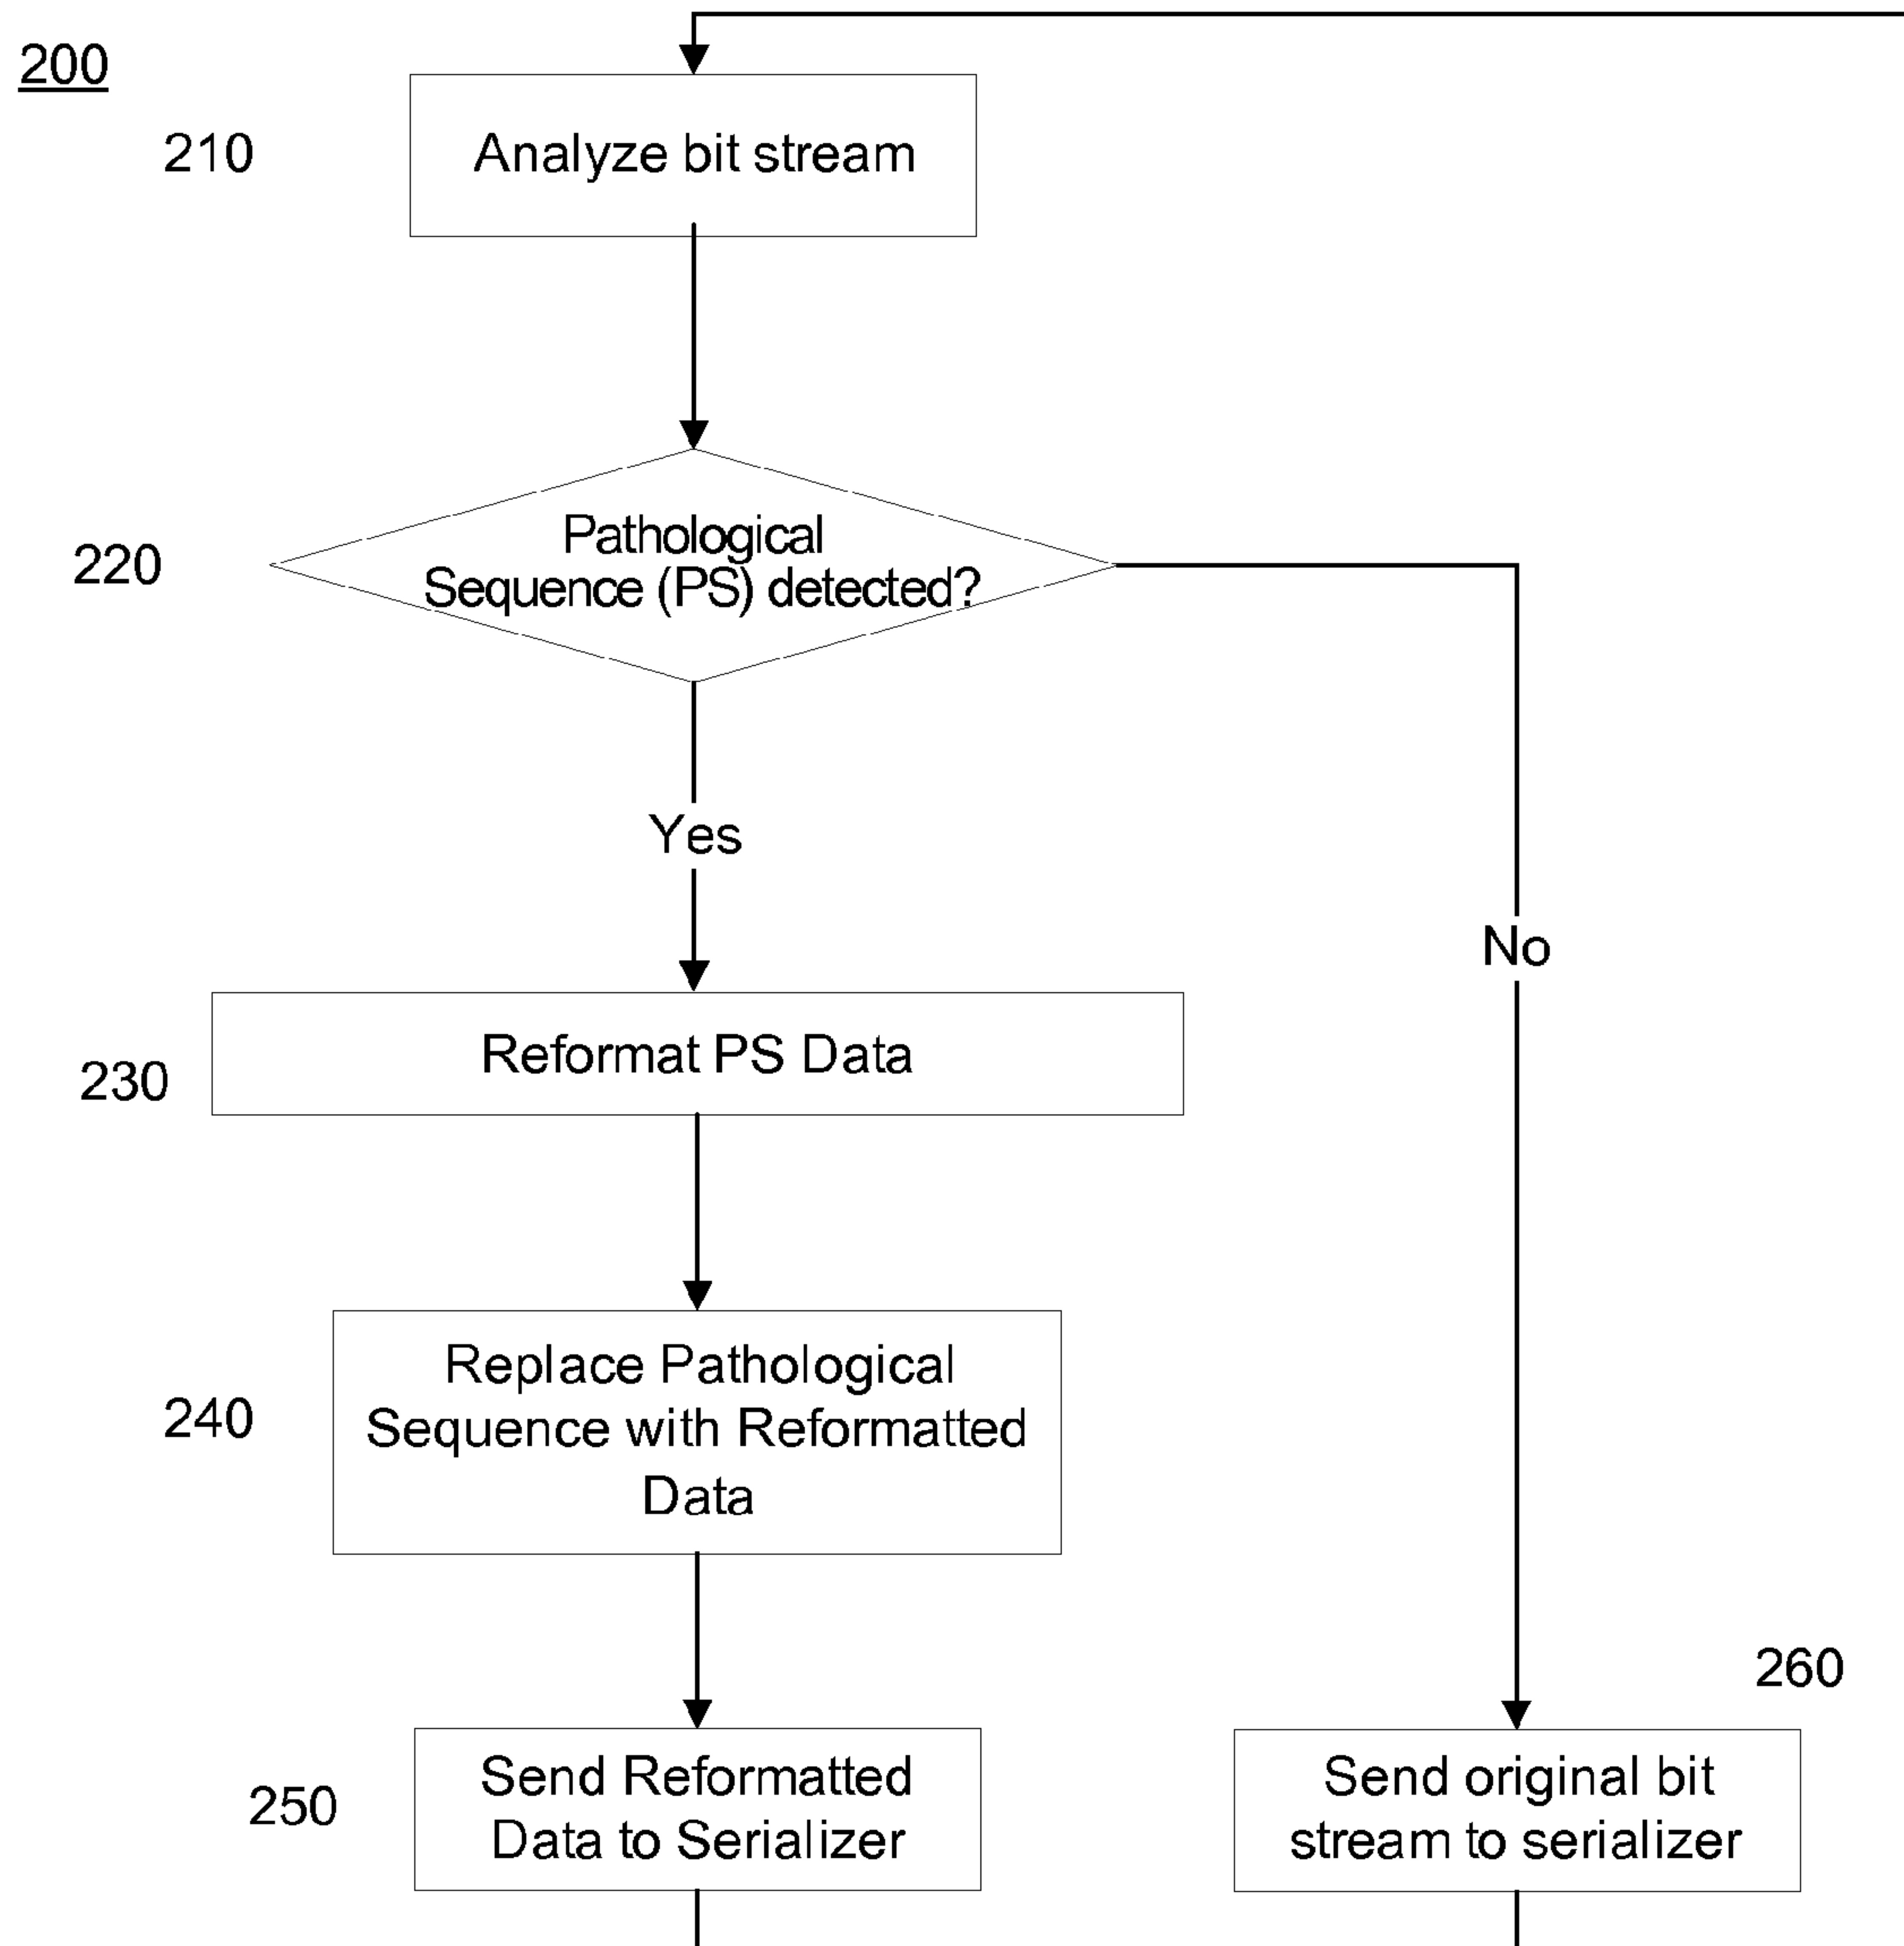 200
210
Analyze bit stream
220
Pathological
Sequence (PS) detected?
Yes
No
230
Reformat PS Data
240
Replace Pathological
Sequence with Reformatted
Data
250
Send Reformatted
Data to Serializer
260
Send original bit
stream to serializer